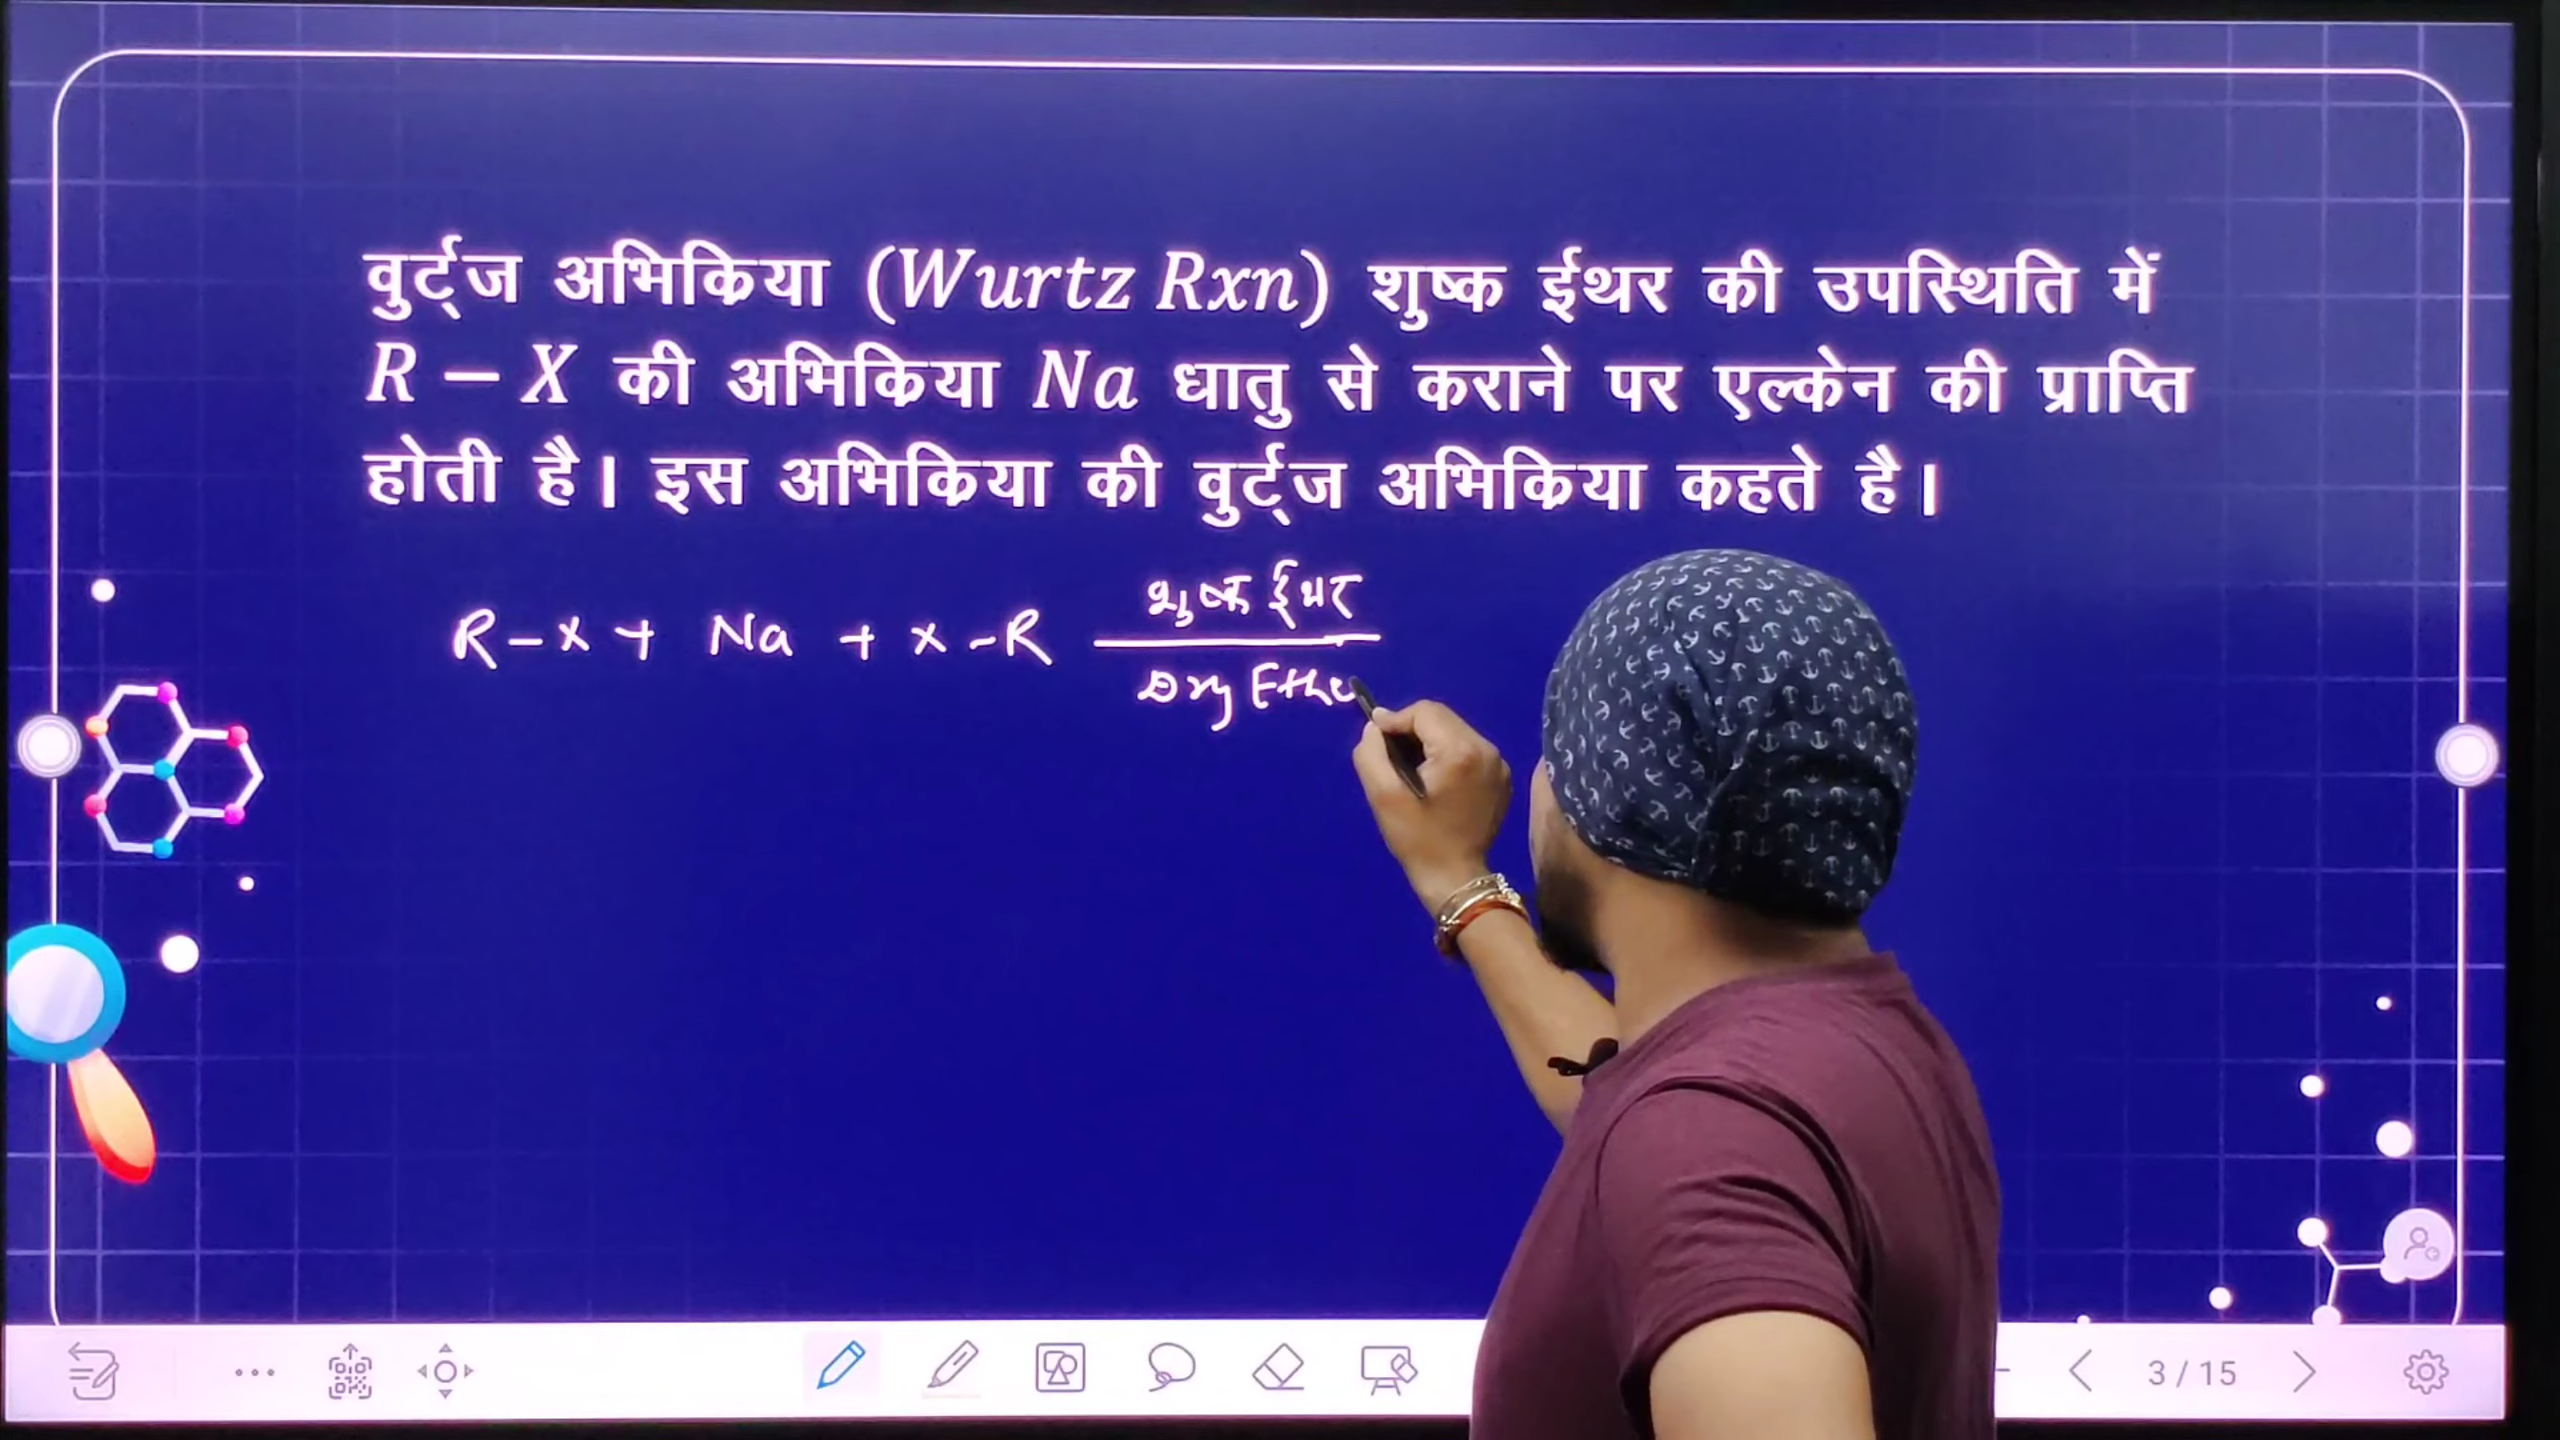 वुर्ट्ज अभिक्रिया (Wurtz Rxn) शुष्क ईथर की उपस्थिति में
R – X की अभिक्रिया Na धातु से कराने पर एल्केन की प्राप्ति
होती है। इस अभिक्रिया की वुर्ट्ज अभिक्रिया कहते है।
शुष्क ईथर
R-X + Na + X-R
Dry Ethe
3 / 15